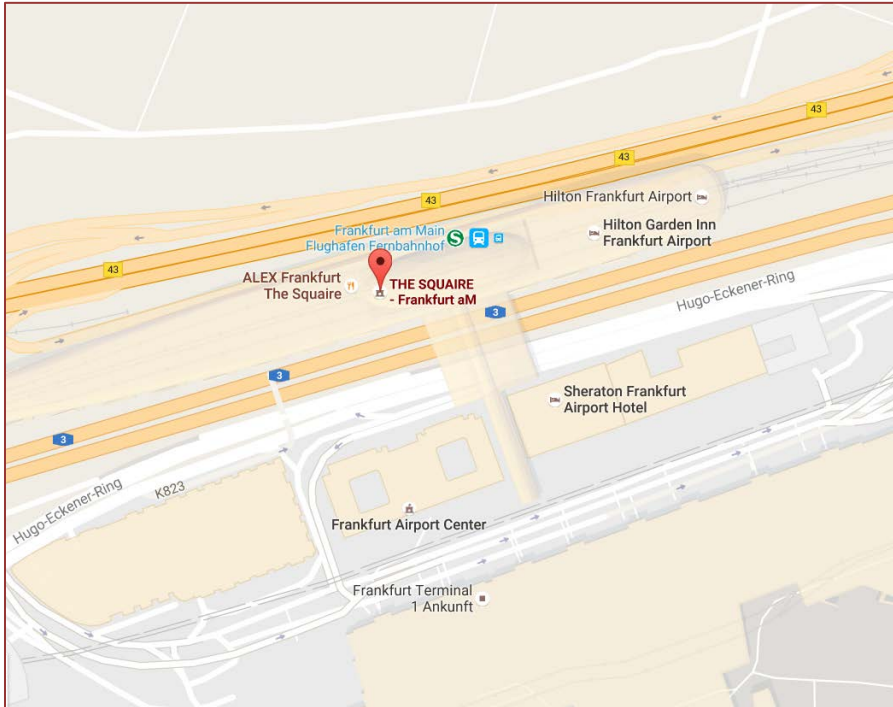 43
43
43
43
Hilton Frankfurt Airport
Hilton Garden Inn
Frankfurt Airport
Frankfurt am Main
Flughafen Fernbahnhof
S
ALEX Frankfurt
The Squaire
THE SQUAIRE
- Frankfurt aM
Hugo-Eckener-Ring
3
3
3
Sheraton Frankfurt
Airport Hotel
K823
Hugo-Eckener-Ring
Frankfurt Airport Center
Frankfurt Terminal
1 Ankunft